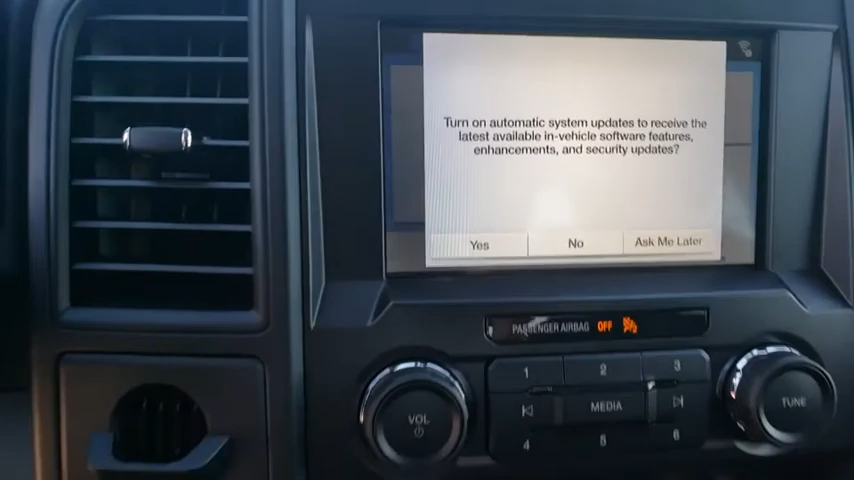 Turn on automatic system updates to receive the
latest available in-vehicle software features,
enhancements, and security updates?
Yes No Ask Me Later
PASSENGER AIRBAG OFF
1 2 3
VOL MEDIA TUNE
4 5 6